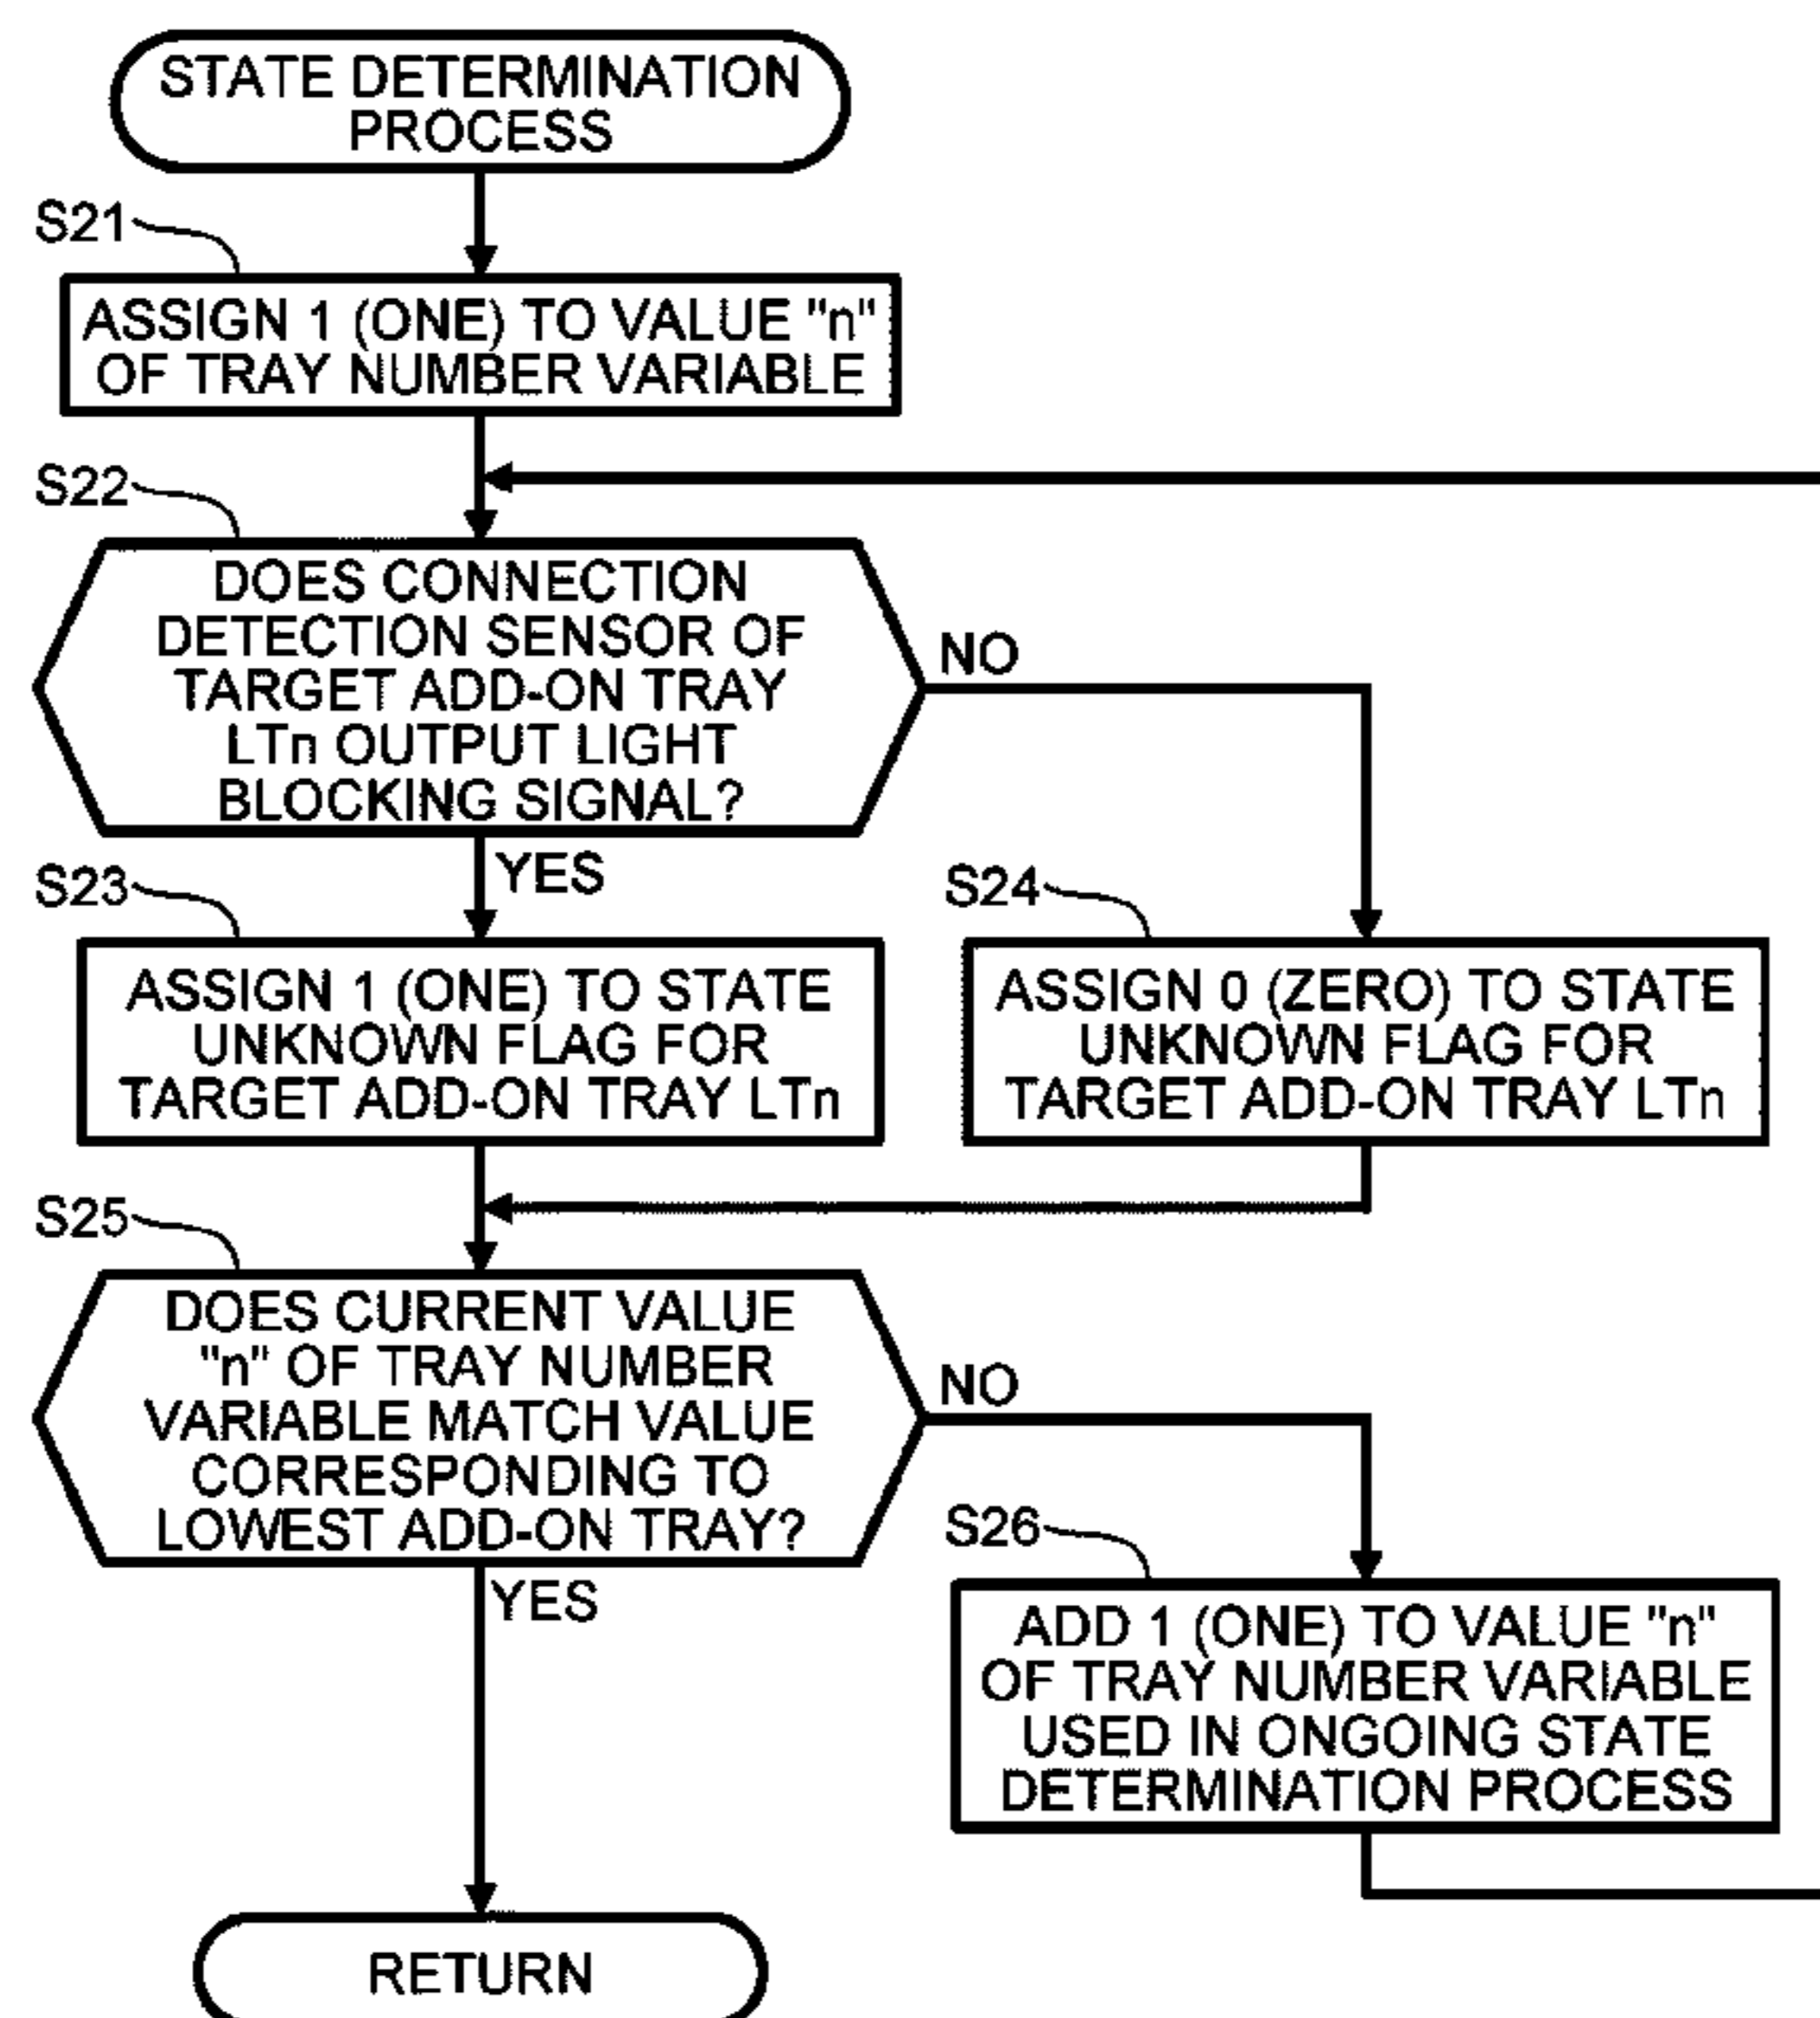 STATE DETERMINATION
PROCESS
S21
ASSIGN 1 (ONE) TO VALUE "n"
OF TRAY NUMBER VARIABLE
S22
DOES CONNECTION
DETECTION SENSOR OF
TARGET ADD-ON TRAY
LTn OUTPUT LIGHT
BLOCKING SIGNAL?
NO
YES
S23
ASSIGN 1 (ONE) TO STATE
UNKNOWN FLAG FOR
TARGET ADD-ON TRAY LTn
S24
ASSIGN 0 (ZERO) TO STATE
UNKNOWN FLAG FOR
TARGET ADD-ON TRAY LTn
S25
DOES CURRENT VALUE
"n" OF TRAY NUMBER
VARIABLE MATCH VALUE
CORRESPONDING TO
LOWEST ADD-ON TRAY?
NO
YES
S26
ADD 1 (ONE) TO VALUE "n"
OF TRAY NUMBER VARIABLE
USED IN ONGOING STATE
DETERMINATION PROCESS
RETURN